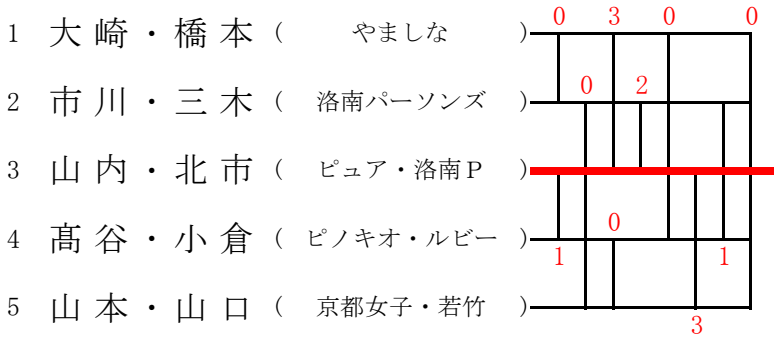 0 3 0 0
1 大崎・橋本 ( やましな )
0 2
2 市川・三木 ( 洛南パーソンズ )
3 山内・北市 ( ピュア・洛南P )
0
4 髙谷・小倉 ( ピノキオ・ルビー )
1 1
5 山本・山口 ( 京都女子・若竹 )
3